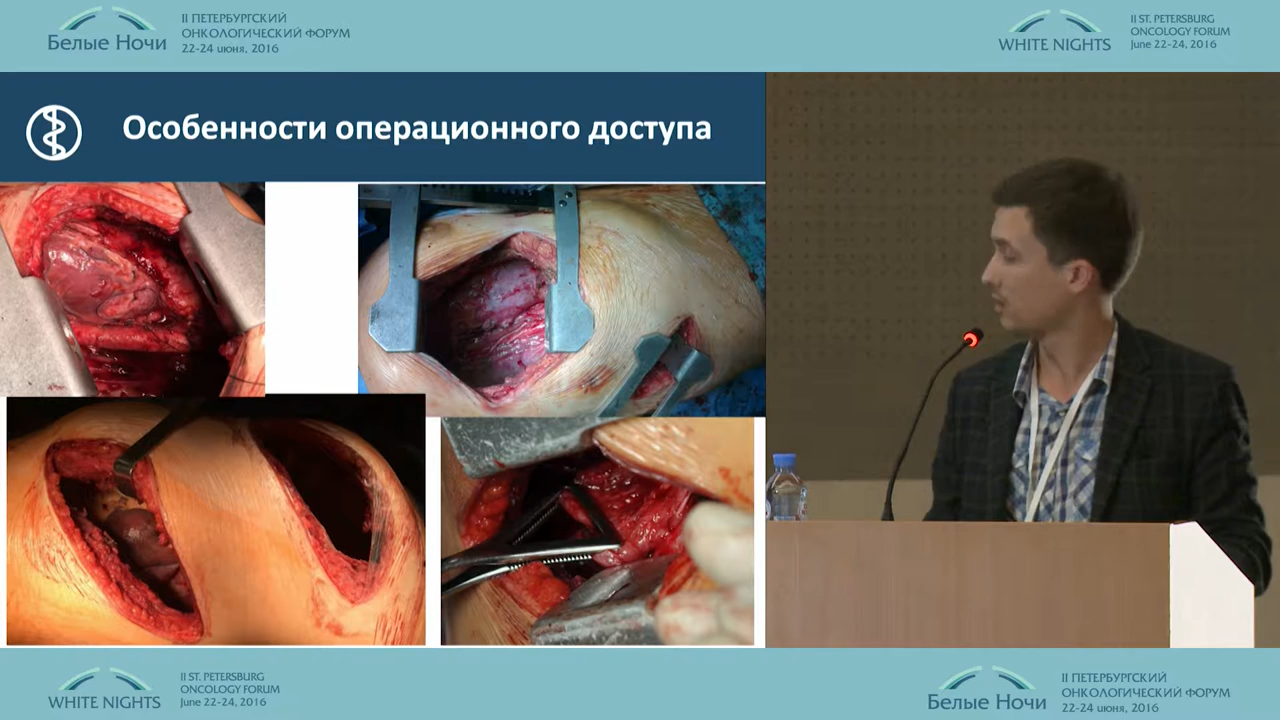 Белые Ночи
II ПЕТЕРБУРГСКИЙ
ОНКОЛОГИЧЕСКИЙ ФОРУМ
22-24 июня, 2016
WHITE NIGHTS
II ST. PETERSBURG
ONCOLOGY FORUM
June 22-24, 2016
Особенности операционного доступа
WHITE NIGHTS
II ST. PETERSBURG
ONCOLOGY FORUM
June 22-24, 2016
Белые Ночи
II ПЕТЕРБУРГСКИЙ
ОНКОЛОГИЧЕСКИЙ ФОРУМ
22-24 июня, 2016